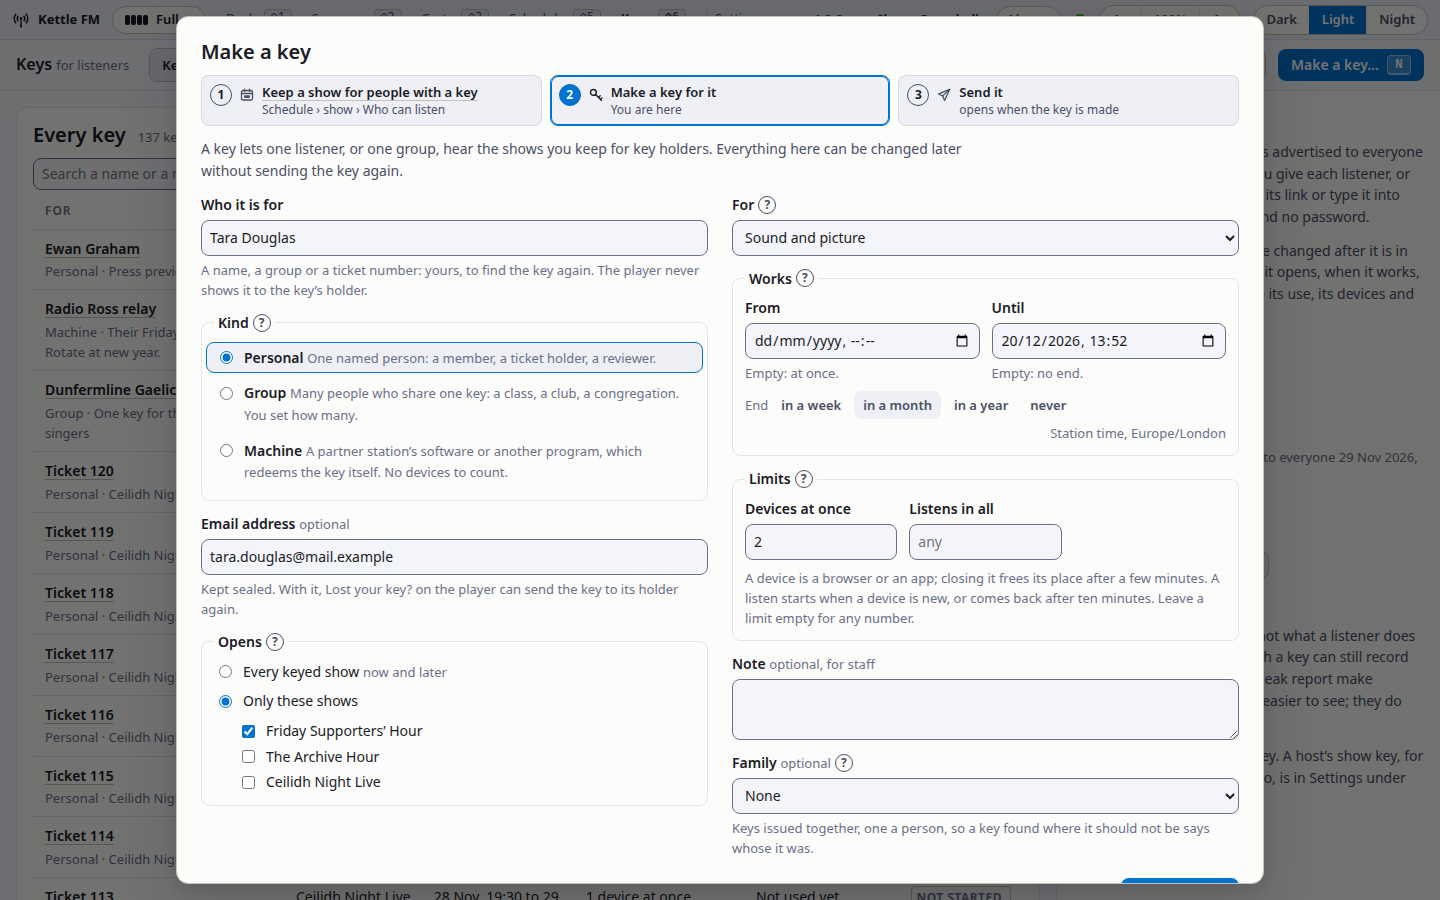 Kettle FM
Full
Dark
Light
Night
Keys for listeners
Make a key... N
Make a key
1
Keep a show for people with a key
Schedule › show › Who can listen
2
Make a key for it
You are here
3
Send it
opens when the key is made
A key lets one listener, or one group, hear the shows you keep for key holders. Everything here can be changed later
without sending the key again.
Who it is for
Tara Douglas
A name, a group or a ticket number: yours, to find the key again. The player never
shows it to the key’s holder.
Kind ?
Personal One named person: a member, a ticket holder, a reviewer.
Group Many people who share one key: a class, a club, a congregation.
You set how many.
Machine A partner station’s software or another program, which
redeems the key itself. No devices to count.
Email address optional
tara.douglas@mail.example
Kept sealed. With it, Lost your key? on the player can send the key to its holder
again.
Opens ?
Every keyed show now and later
Only these shows
Friday Supporters’ Hour
The Archive Hour
Ceilidh Night Live
For ?
Sound and picture
Works ?
From
Until
dd/mm/yyyy, --:--
20/12/2026, 13:52
Empty: at once.
Empty: no end.
End in a week in a month in a year never
Station time, Europe/London
Limits ?
Devices at once
Listens in all
2
any
A device is a browser or an app; closing it frees its place after a few minutes. A
listen starts when a device is new, or comes back after ten minutes. Leave a
limit empty for any number.
Note optional, for staff
Family optional ?
None
Keys issued together, one a person, so a key found where it should not be says
whose it was.
Every key 137
Search a name or a
FOR
Ewan Graham
Personal · Press
Radio Ross relay
Machine · Their Friday
Rotate at new year.
Dunfermline Gaelic
Group · One key for
singers
Ticket 120
Personal · Ceilidh
Ticket 119
Personal · Ceilidh
Ticket 118
Personal · Ceilidh
Ticket 117
Personal · Ceilidh
Ticket 116
Personal · Ceilidh
Ticket 115
Personal · Ceilidh
Ticket 114
Personal · Ceilidh
Ticket 113
Ceilidh Night Live
28 Nov, 19:30 to 29
1 device at once
Not used yet
NOT STARTED
advertised to everyone
give each listener, or
its link or type it into
no password.
changed after it is in
it opens, when it works,
its use, its devices and
to everyone 29 Nov 2026,
not what a listener does
a key can still record
report make
easier to see; they do
A host’s show key, for
is in Settings under